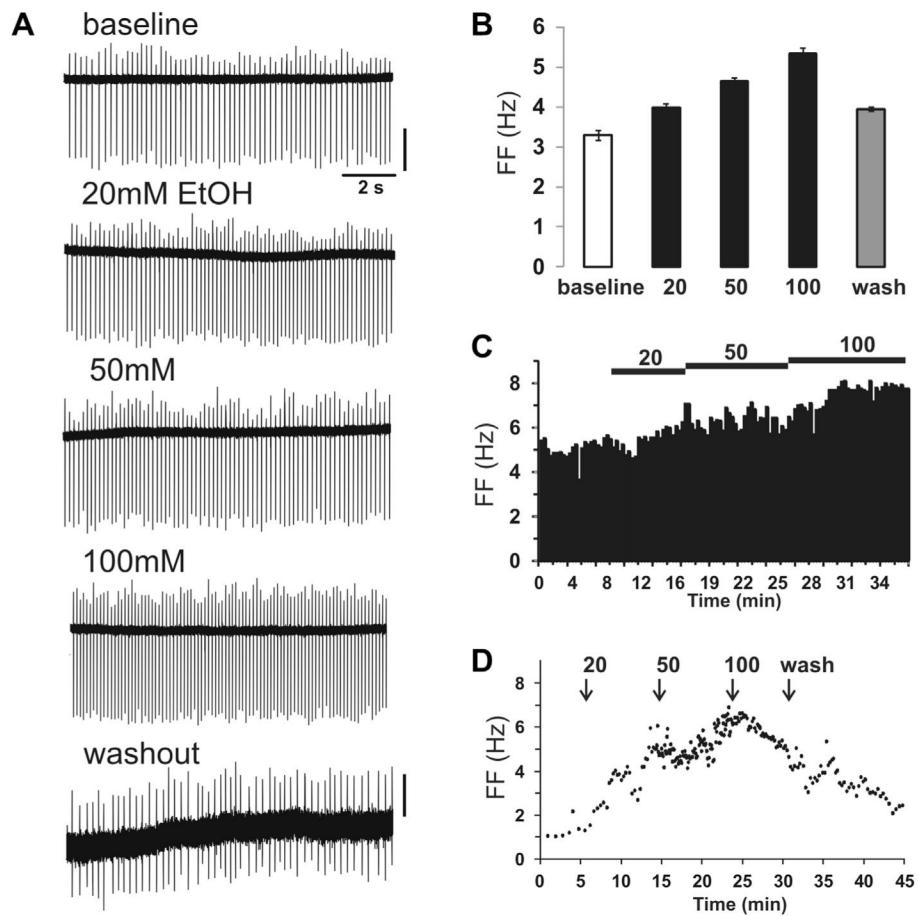 A
baseline
2 s
20mM EtOH
50mM
100mM
washout
B
FF (Hz)
6
5
4
3
2
1
0
baseline 20 50 100 wash
C
20 50 100
FF (Hz)
8
6
4
2
0
0 4 8 12 16 19 22 25 28 31 34
Time (min)
D
20 50 100 wash
FF (Hz)
8
6
4
2
0
0 5 10 15 20 25 30 35 40 45
Time (min)